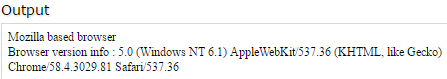 Output
Mozilla based browser
Browser version info : 5.0 (Windows NT 6.1) AppleWebKit/537.36 (KHTML, like Gecko)
Chrome/58.4.3029.81 Safari/537.36